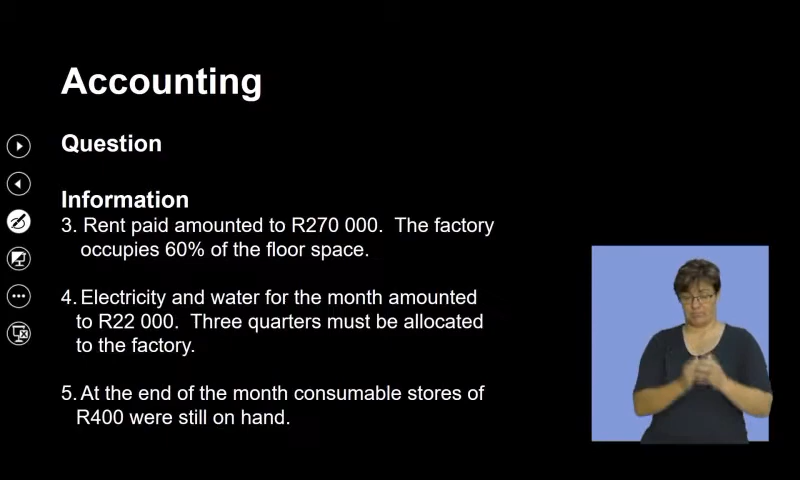 Accounting
Question
Information
3. Rent paid amounted to R270 000. The factory
occupies 60% of the floor space.
4. Electricity and water for the month amounted
to R22 000. Three quarters must be allocated
to the factory.
5. At the end of the month consumable stores of
R400 were still on hand.